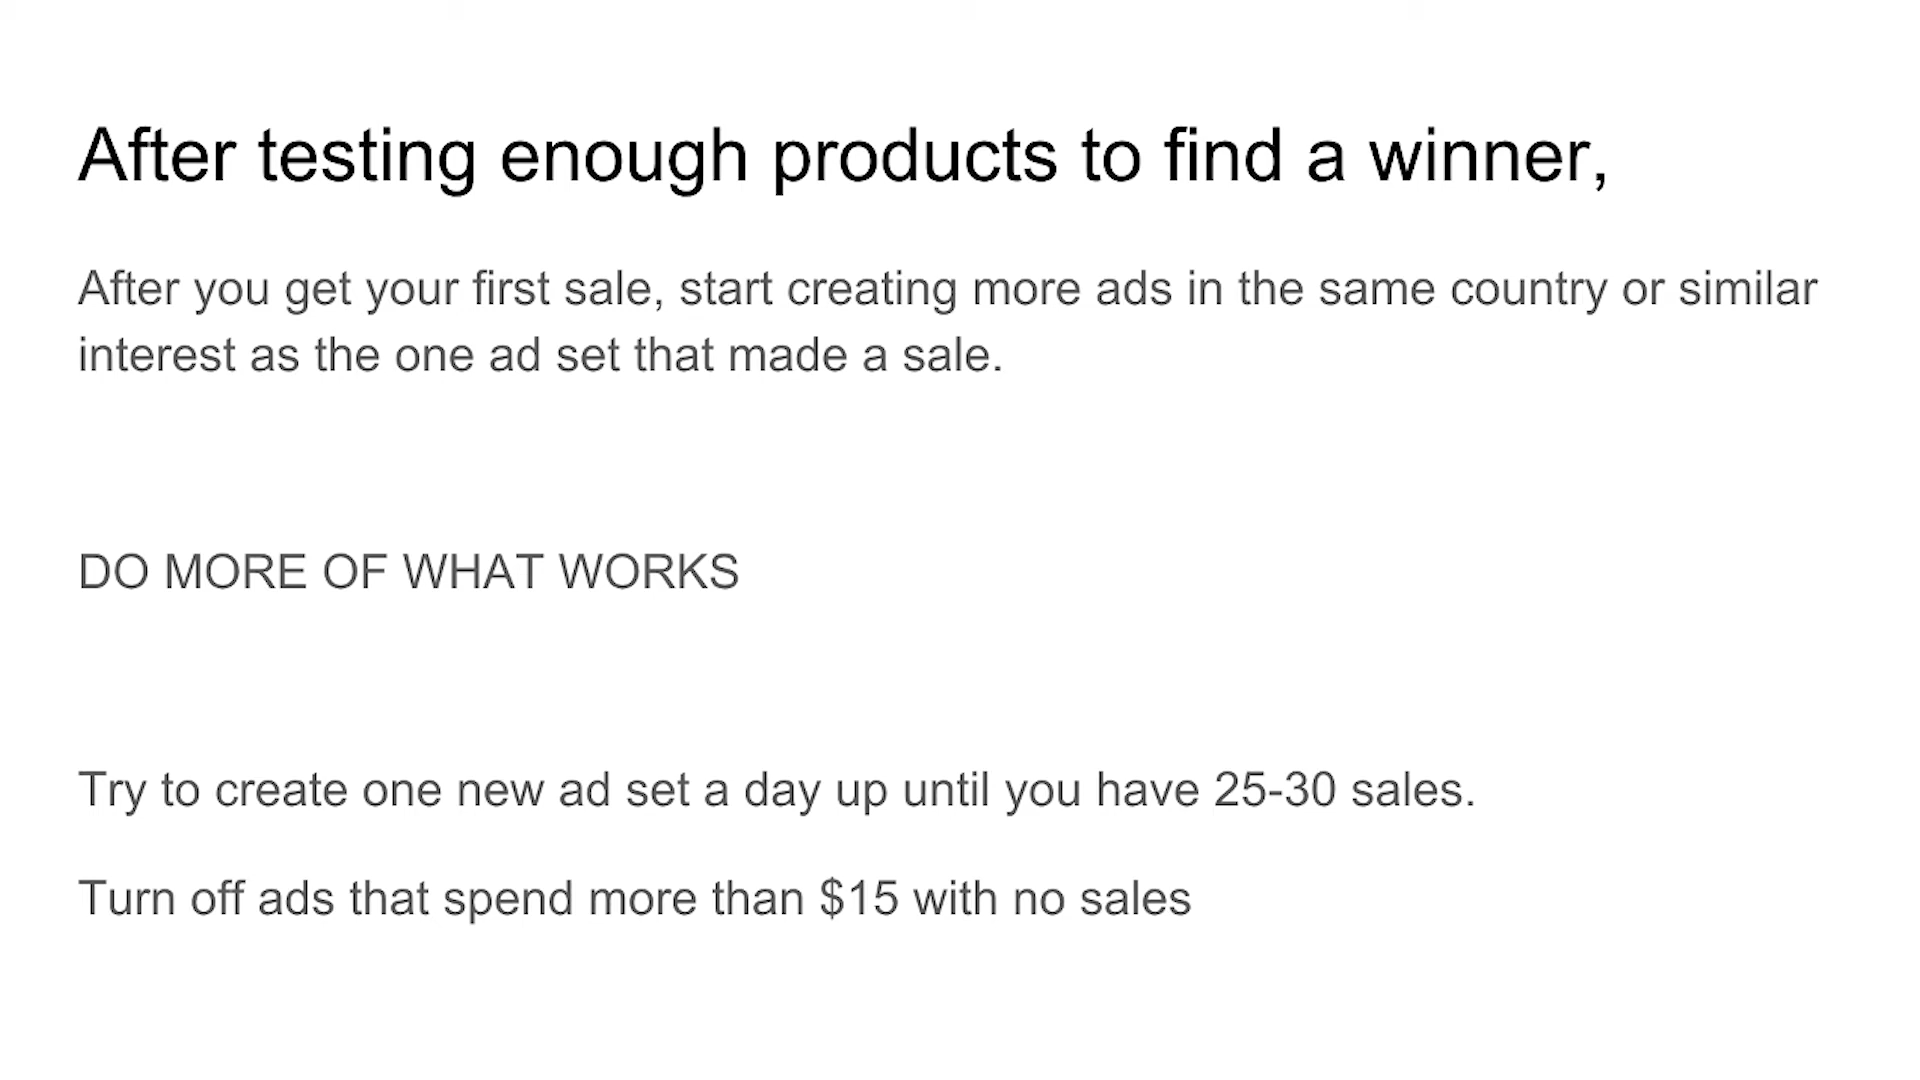 After testing enough products to find a winner,
After you get your first sale, start creating more ads in the same country or similar
interest as the one ad set that made a sale.
DO MORE OF WHAT WORKS
Try to create one new ad set a day up until you have 25-30 sales.
Turn off ads that spend more than $15 with no sales